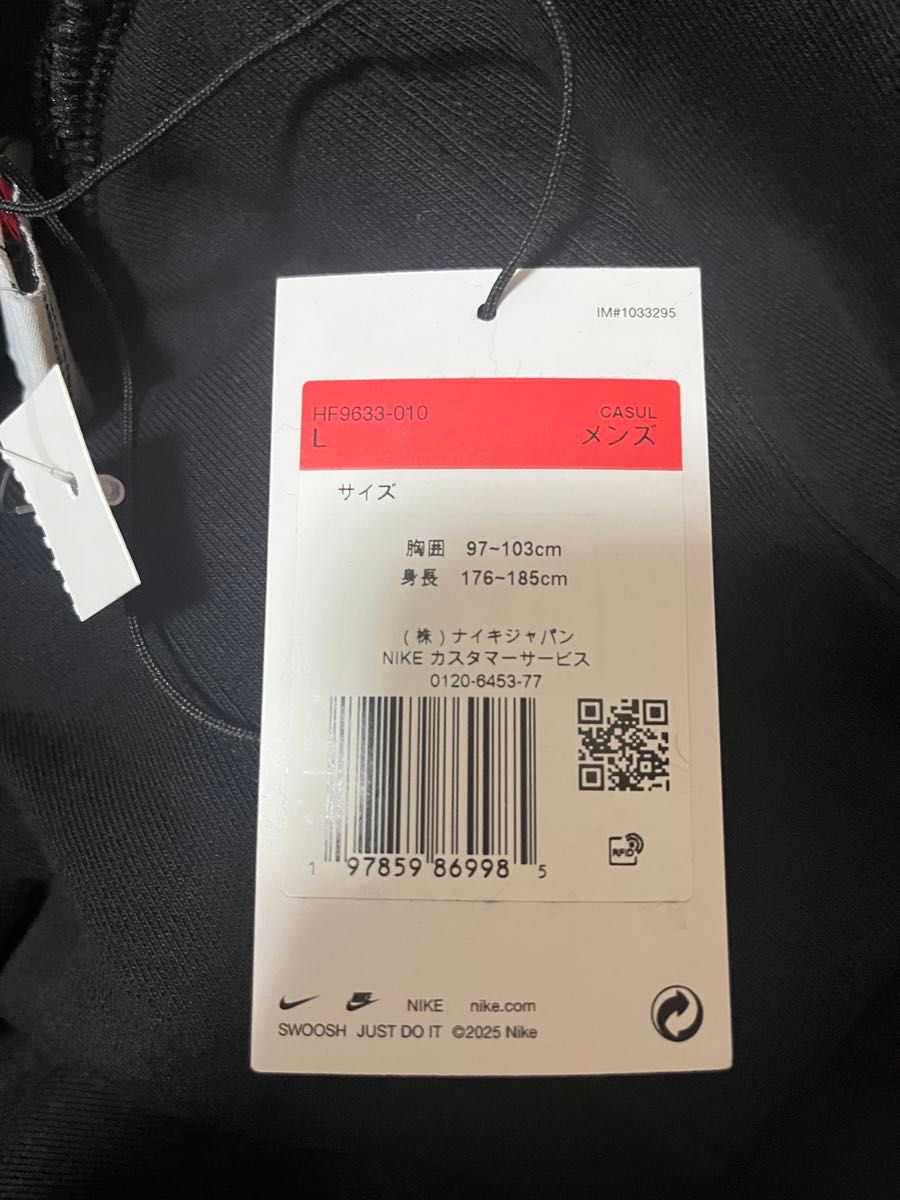 IM#1033295
HF9633-010 CASUL
L メンズ
サイズ
胸囲 97~103cm
身長 176~185cm
(株)ナイキジャパン
NIKE カスタマーサービス
0120-6453-77
1 97859 86998 5
RFID
NIKE nike.com
SWOOSH JUST DO IT ©2025 Nike